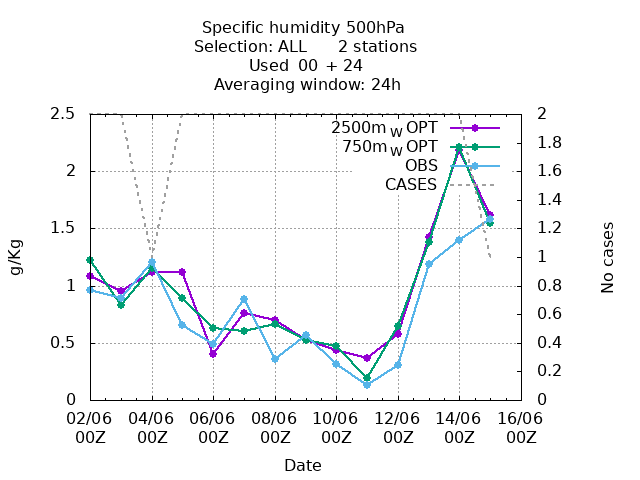 Specific humidity 500hPa
Selection: ALL 2 stations
Used 00 + 24
Averaging window: 24h
2.5 2
2500m W OPT
750m W OPT
OBS
CASES
2 1.8
1.5 1.6
1 1.4
0.5 1.2
0 1
0.8
0.6
0.4
0.2
0
g/Kg
No cases
02/06 04/06 06/06 08/06 10/06 12/06 14/06 16/06
00Z 00Z 00Z 00Z 00Z 00Z 00Z 00Z
Date